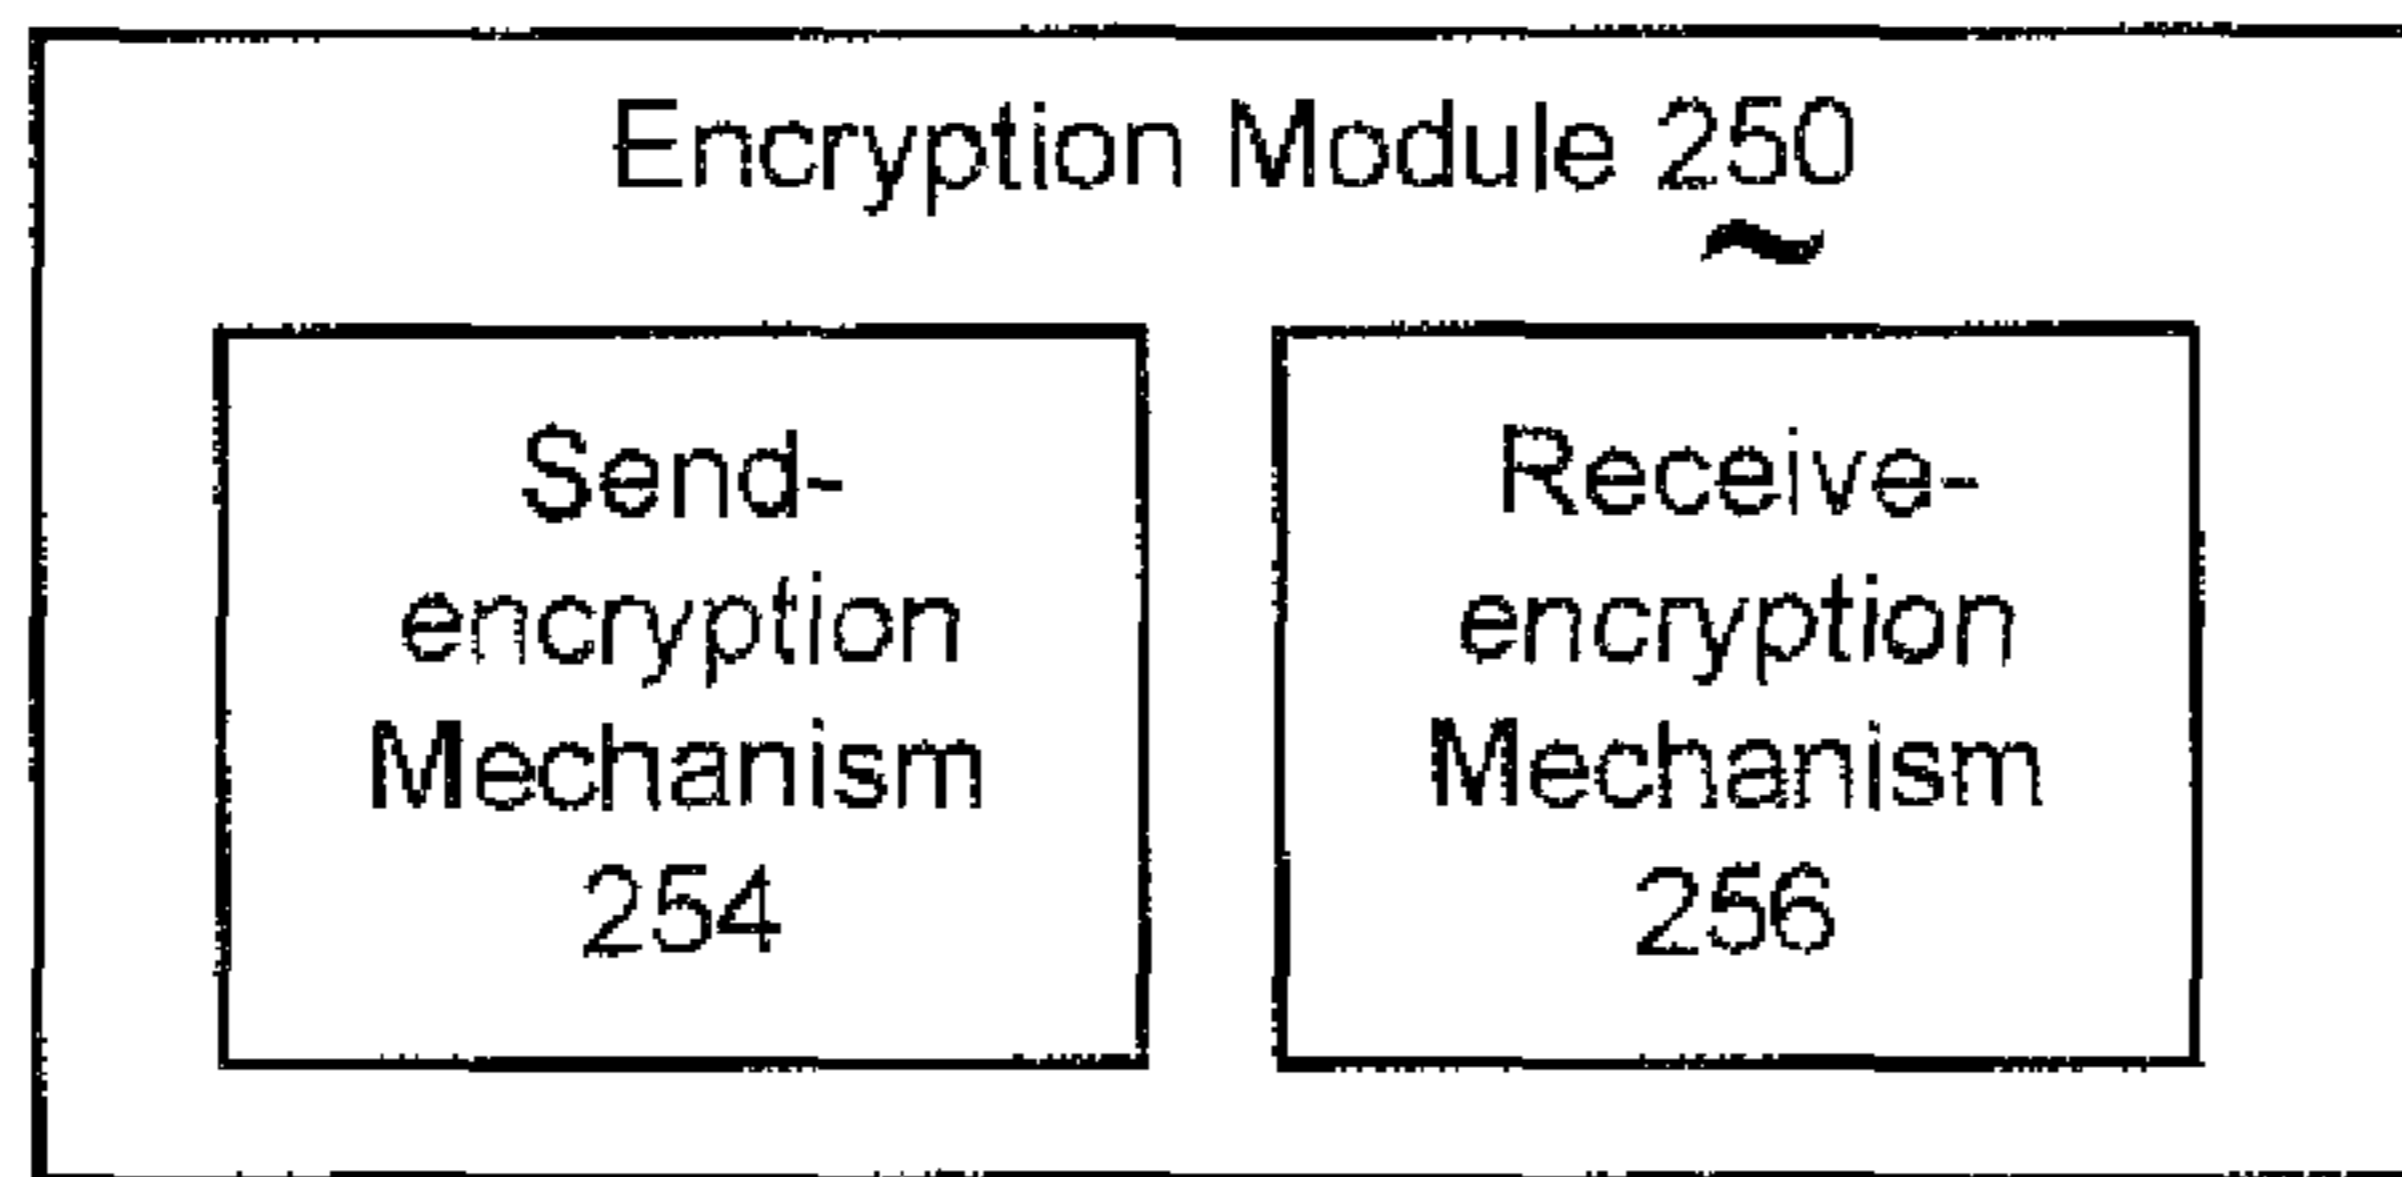 Encryption Module 250
Send-
encryption
Mechanism
254
Receive-
encryption
Mechanism
256